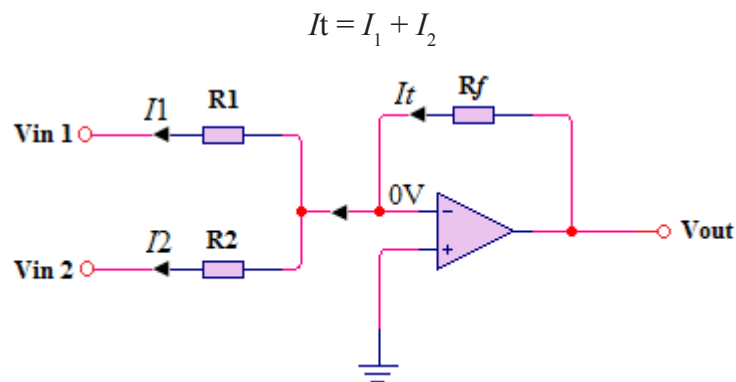 It = I₁ + I₂
I1 R1 It Rf
Vin 1
0V
I2 R2
Vin 2
− +
Vout